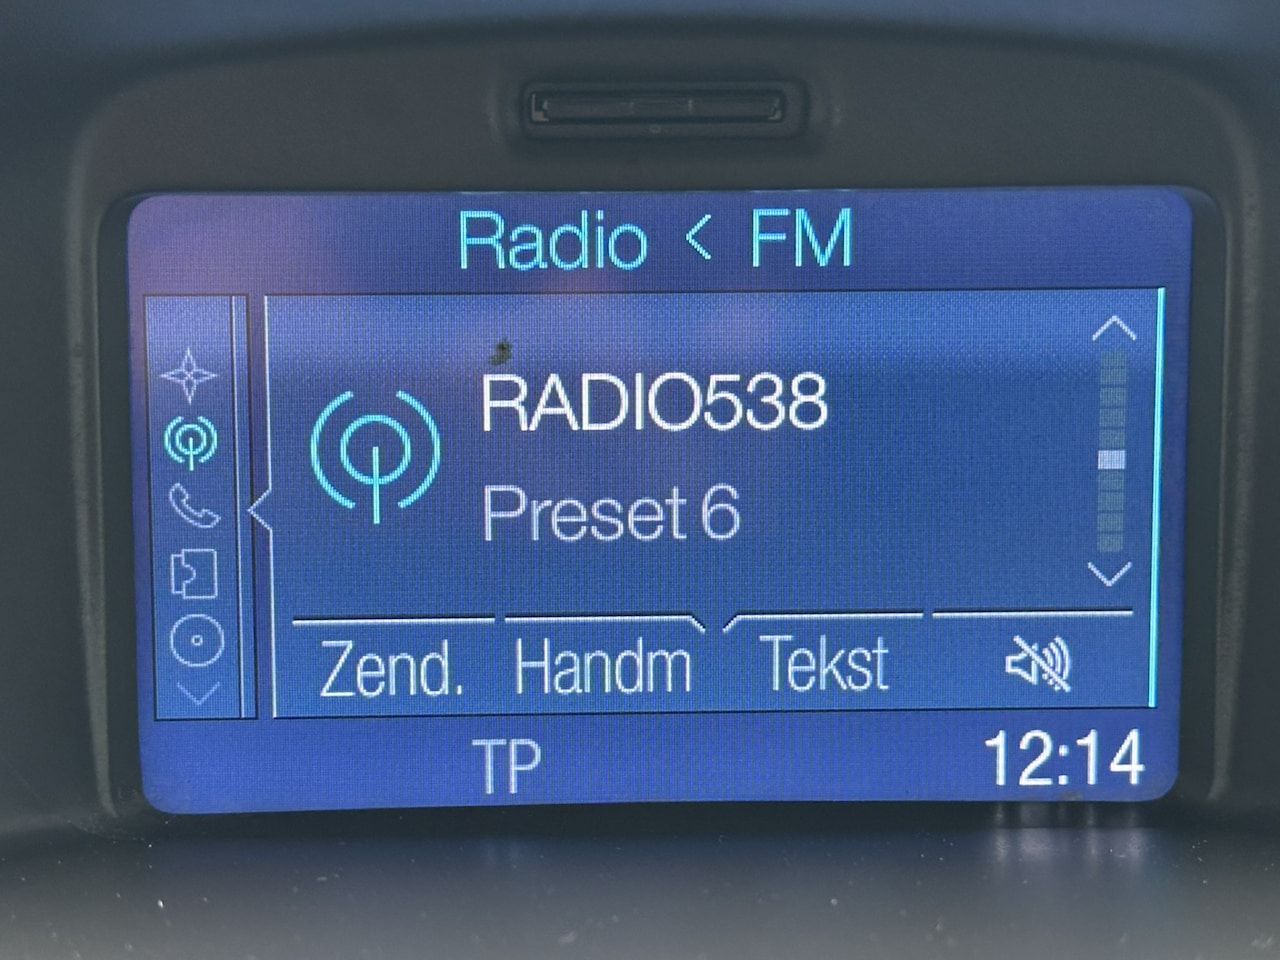 Radio < FM
RADIO538
Preset 6
Zend. Handm Tekst
TP 12:14